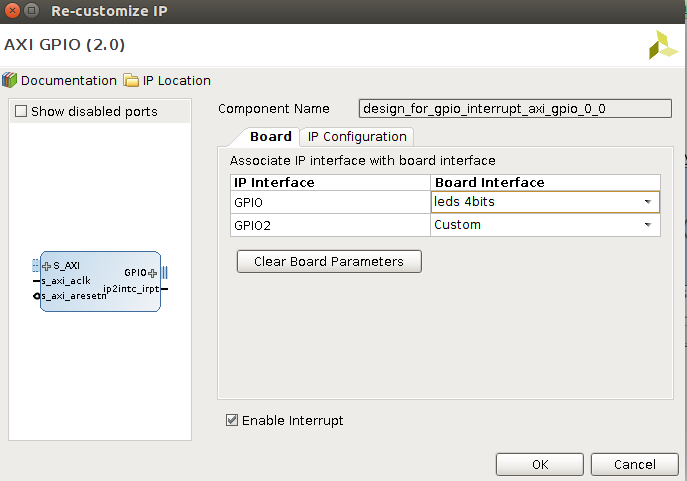 Re-customize IP
AXI GPIO (2.0)
Documentation IP Location
Show disabled ports
Component Name design_for_gpio_interrupt_axi_gpio_0_0
Board IP Configuration
Associate IP interface with board interface
IP Interface Board Interface
GPIO leds 4bits
GPIO2 Custom
Clear Board Parameters
S_AXI
s_axi_aclk
s_axi_aresetn
GPIO
ip2intc_irpt
Enable Interrupt
OK Cancel